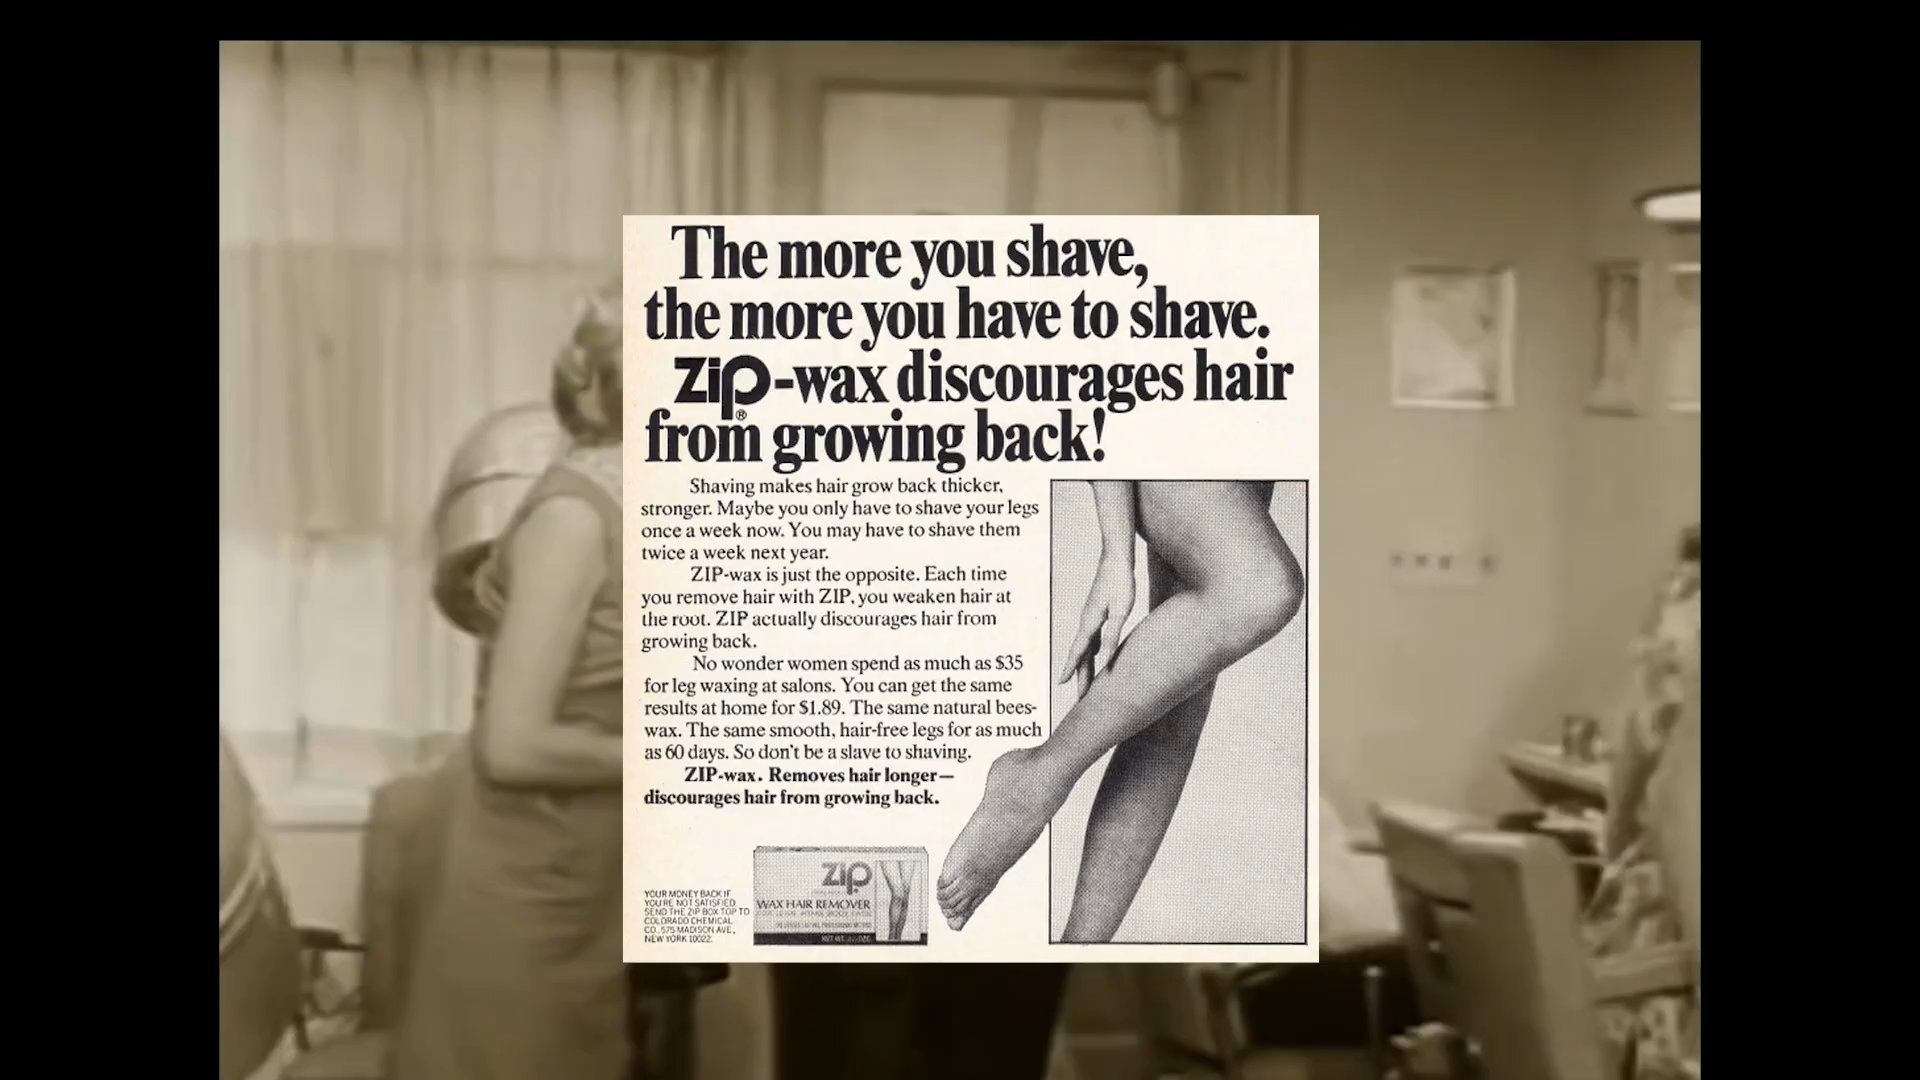 The more you shave,
the more you have to shave.
Zip®-wax discourages hair
from growing back!
Shaving makes hair grow back thicker,
stronger. Maybe you only have to shave your legs
once a week now. You may have to shave them
twice a week next year.
ZIP-wax is just the opposite. Each time
you remove hair with ZIP, you weaken hair at
the root. ZIP actually discourages hair from
growing back.
No wonder women spend as much as $35
for leg waxing at salons. You can get the same
results at home for $1.89. The same natural bees-
wax. The same smooth, hair-free legs for as much
as 60 days. So don't be a slave to shaving.
ZIP-wax. Removes hair longer—
discourages hair from growing back.
YOUR MONEY BACK IF
YOU'RE NOT SATISFIED.
SEND THE ZIP BOX TOP TO
COLORADO CHEMICAL
CO., 575 MADISON AVE.,
NEW YORK 10022.
Zip
WAX HAIR REMOVER